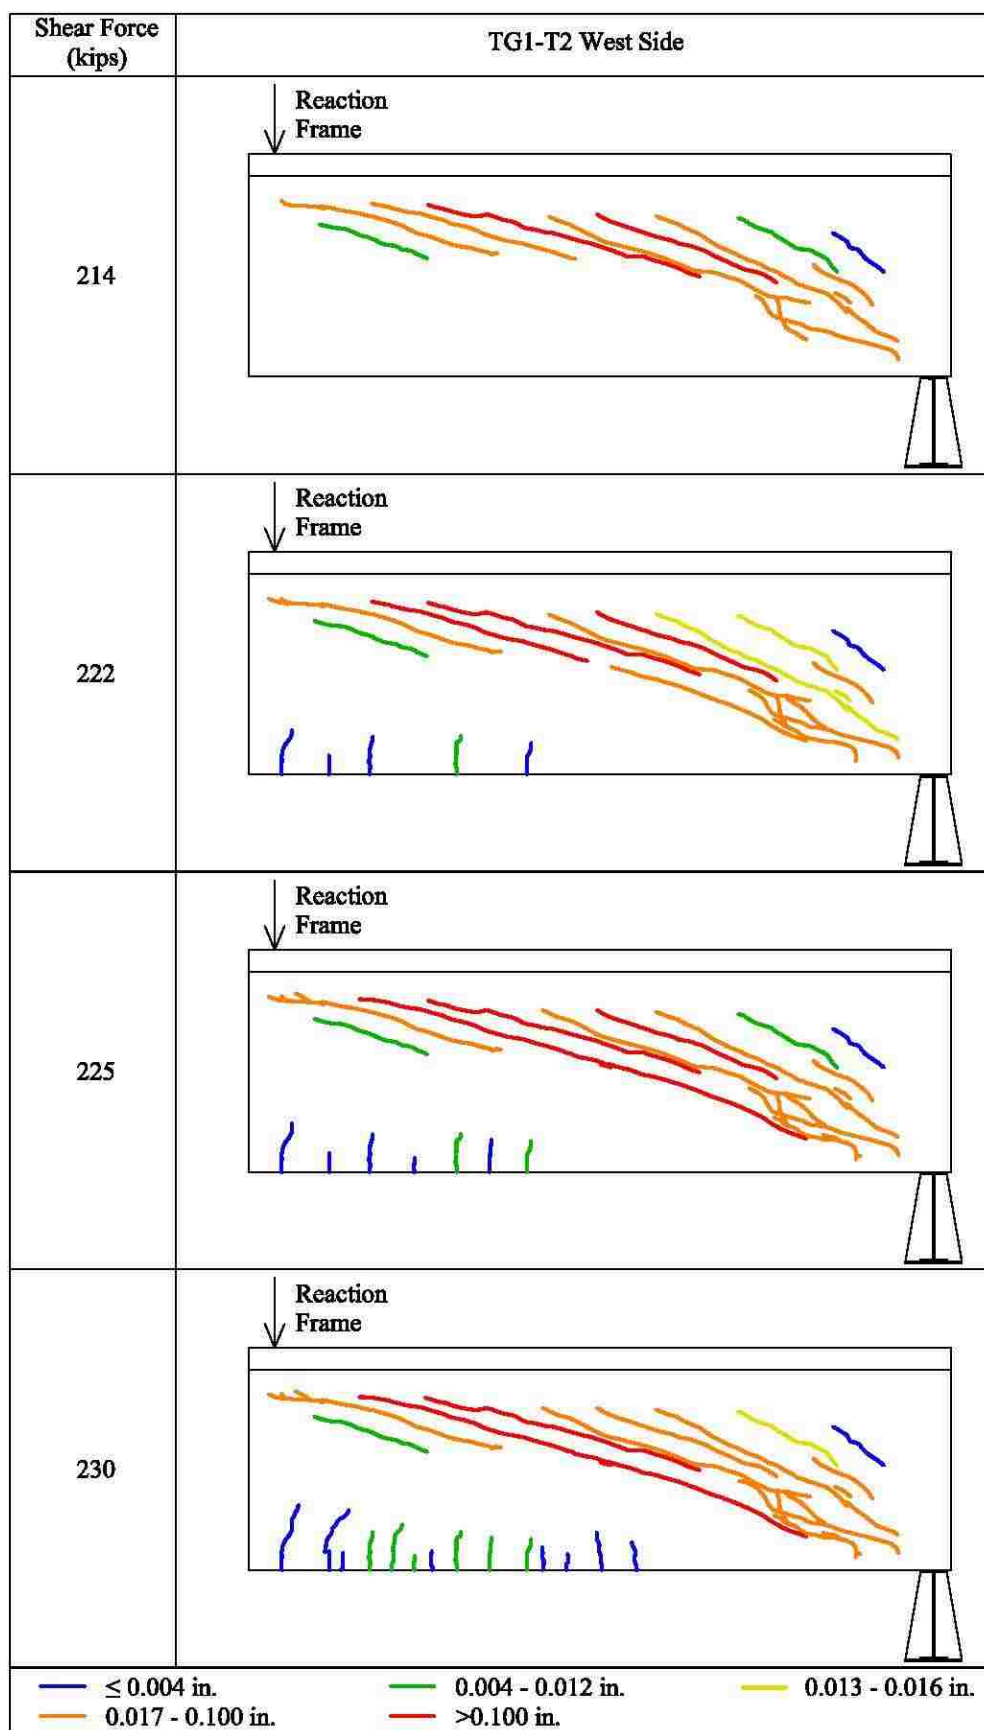 Shear Force
(kips)
TG1-T2 West Side
Reaction
Frame
214
Reaction
Frame
222
Reaction
Frame
225
Reaction
Frame
230
≤ 0.004 in.
0.004 - 0.012 in.
0.013 - 0.016 in.
0.017 - 0.100 in.
>0.100 in.